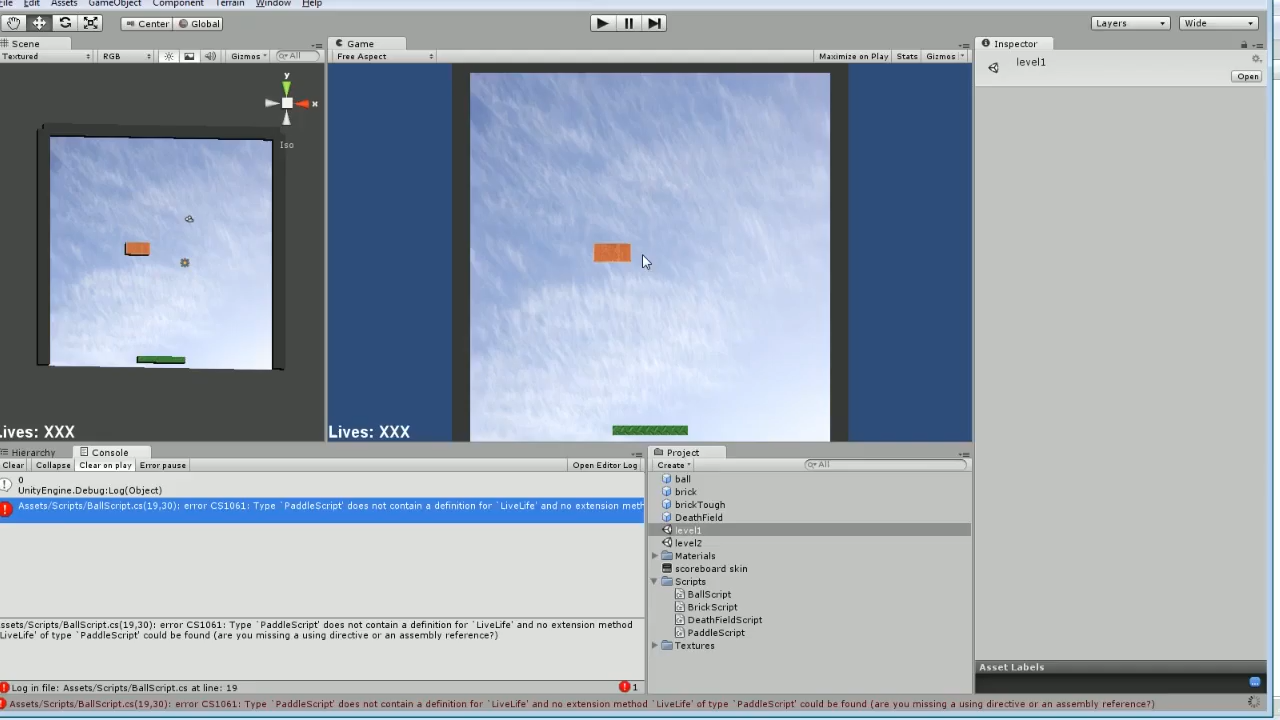 File Edit Assets GameObject Component Terrain Window Help
Center Global Layers Wide
Scene Game Inspector
Textured RGB Gizmos All Free Aspect Maximize on Play Stats Gizmos level1
Open
y
x
Iso
Lives: XXX Lives: XXX
Hierarchy Console Project
Clear Collapse Clear on play Error pause Open Editor Log Create All
0
UnityEngine.Debug:Log(Object)
Assets/Scripts/BallScript.cs(19,30): error CS1061: Type `PaddleScript' does not contain a definition for `LiveLife' and no extension meth
ball
brick
brickTough
DeathField
level1
level2
Materials
scoreboard skin
Scripts
BallScript
BrickScript
DeathFieldScript
PaddleScript
Textures
Assets/Scripts/BallScript.cs(19,30): error CS1061: Type `PaddleScript' does not contain a definition for `LiveLife' and no extension method
`LiveLife' of type `PaddleScript' could be found (are you missing a using directive or an assembly reference?)
Asset Labels
Log in file: Assets/Scripts/BallScript.cs at line: 19 1
Assets/Scripts/BallScript.cs(19,30): error CS1061: Type `PaddleScript' does not contain a definition for `LiveLife' and no extension method `LiveLife' of type `PaddleScript' could be found (are you missing a using directive or an assembly reference?)